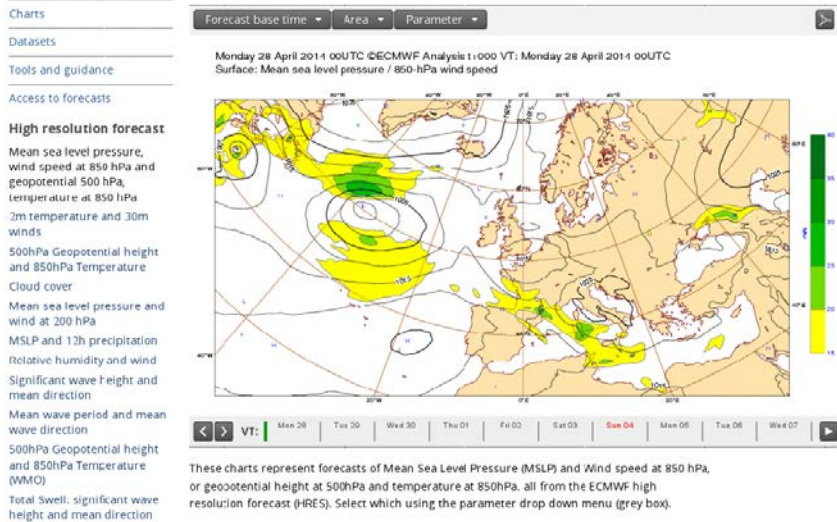 Charts
Datasets
Tools and guidance
Access to forecasts
High resolution forecast
Mean sea level pressure,
wind speed at 850 hPa and
geopotential 500 hPa,
temperature at 850 hPa
2m temperature and 30m
winds
500hPa Geopotential height
and 850hPa Temperature
Cloud cover
Mean sea level pressure and
wind at 200 hPa
MSLP and 12h precipitation
Relative humidity and wind
Significant wave height and
mean direction
Mean wave period and mean
wave direction
500hPa Geopotential height
and 850hPa Temperature
(WMO)
Total Swell: significant wave
height and mean direction
Forecast base time
Area
Parameter
Monday 28 April 2014 00UTC ©ECMWF Analysis t+000 VT: Monday 28 April 2014 00UTC
Surface: Mean sea level pressure / 850-hPa wind speed
40
35
30
25
20
15
VT:
Mon 28
Tue 29
Wed 30
Thu 01
Fri 02
Sat 03
Sun 04
Mon 05
Tue 06
Wed 07
These charts represent forecasts of Mean Sea Level Pressure (MSLP) and Wind speed at 850 hPa,
or geopotential height at 500hPa and temperature at 850hPa, all from the ECMWF high
resolution forecast (HRES). Select which using the parameter drop down menu (grey box).